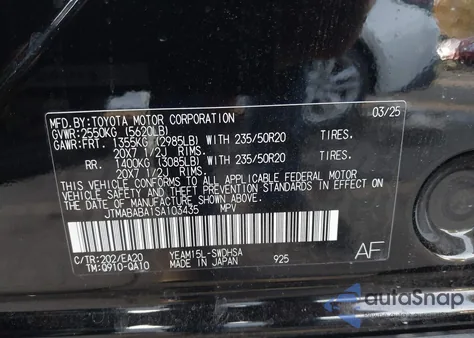 MFD.BY:TOYOTA MOTOR CORPORATION 03/25
GVWR:2550KG (5620LB)
GAWR:FRT. 1355KG (2985LB) WITH 235/50R20 TIRES.
20X7 1/2J RIMS.
RR. 1400KG (3085LB) WITH 235/50R20 TIRES.
20X7 1/2J RIMS.
THIS VEHICLE CONFORMS TO ALL APPLICABLE FEDERAL MOTOR
VEHICLE SAFETY AND THEFT PREVENTION STANDARDS IN
EFFECT ON THE DATE OF MANUFACTURE SHOWN ABOVE.
JTMABABA1SA103435 MPV
C/TR:202/EA20 YEAM15L-SWDHSA
TM:Q910-QA10 MADE IN JAPAN 925 AF
autoSnap